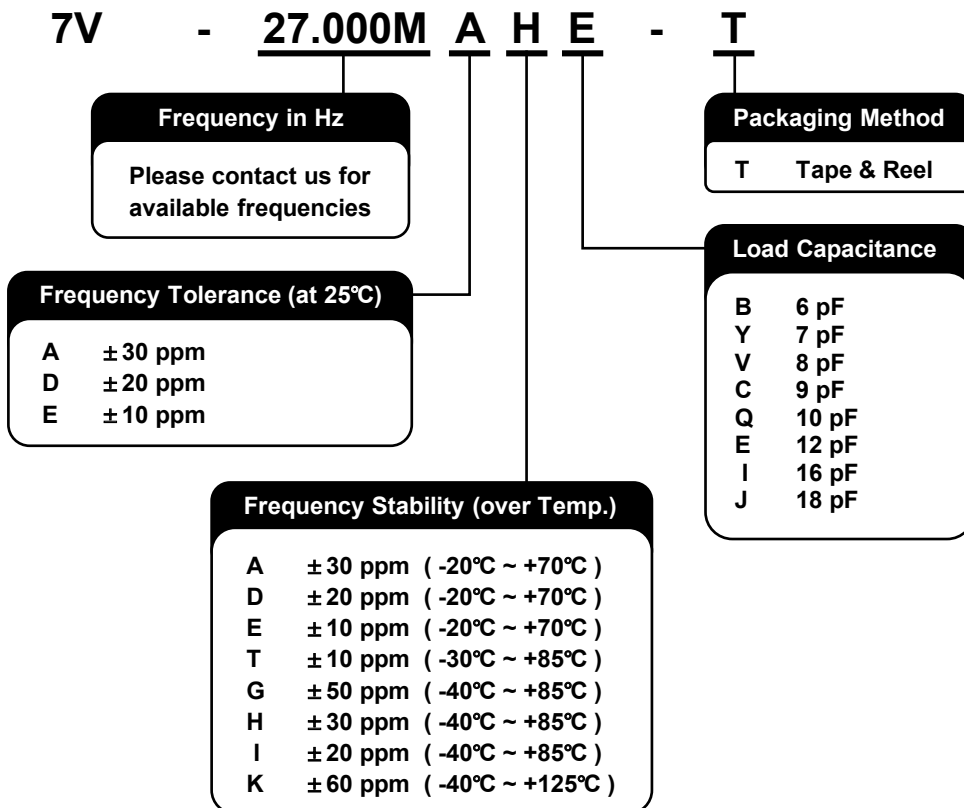 7V - 27.000M A H E - T
Frequency in Hz
Please contact us for
available frequencies
Packaging Method
T Tape & Reel
Load Capacitance
B 6 pF
Y 7 pF
V 8 pF
C 9 pF
Q 10 pF
E 12 pF
I 16 pF
J 18 pF
Frequency Tolerance (at 25℃)
A ±30 ppm
D ±20 ppm
E ±10 ppm
Frequency Stability (over Temp.)
A ±30 ppm ( -20℃ ~ +70℃ )
D ±20 ppm ( -20℃ ~ +70℃ )
E ±10 ppm ( -20℃ ~ +70℃ )
T ±10 ppm ( -30℃ ~ +85℃ )
G ±50 ppm ( -40℃ ~ +85℃ )
H ±30 ppm ( -40℃ ~ +85℃ )
I ±20 ppm ( -40℃ ~ +85℃ )
K ±60 ppm ( -40℃ ~ +125℃ )